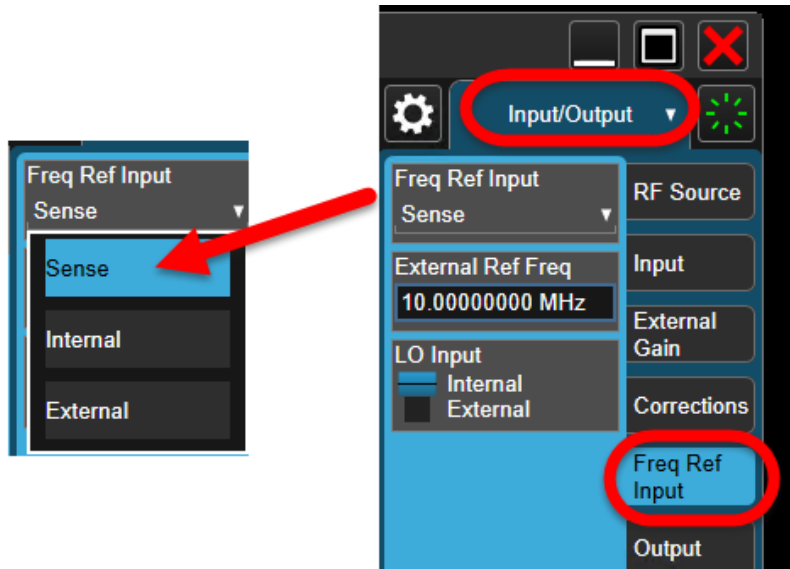 Freq Ref Input
Sense
Sense
Internal
External
Input/Output
Freq Ref Input
Sense
External Ref Freq
10.00000000 MHz
LO Input
Internal
External
RF Source
Input
External
Gain
Corrections
Freq Ref
Input
Output